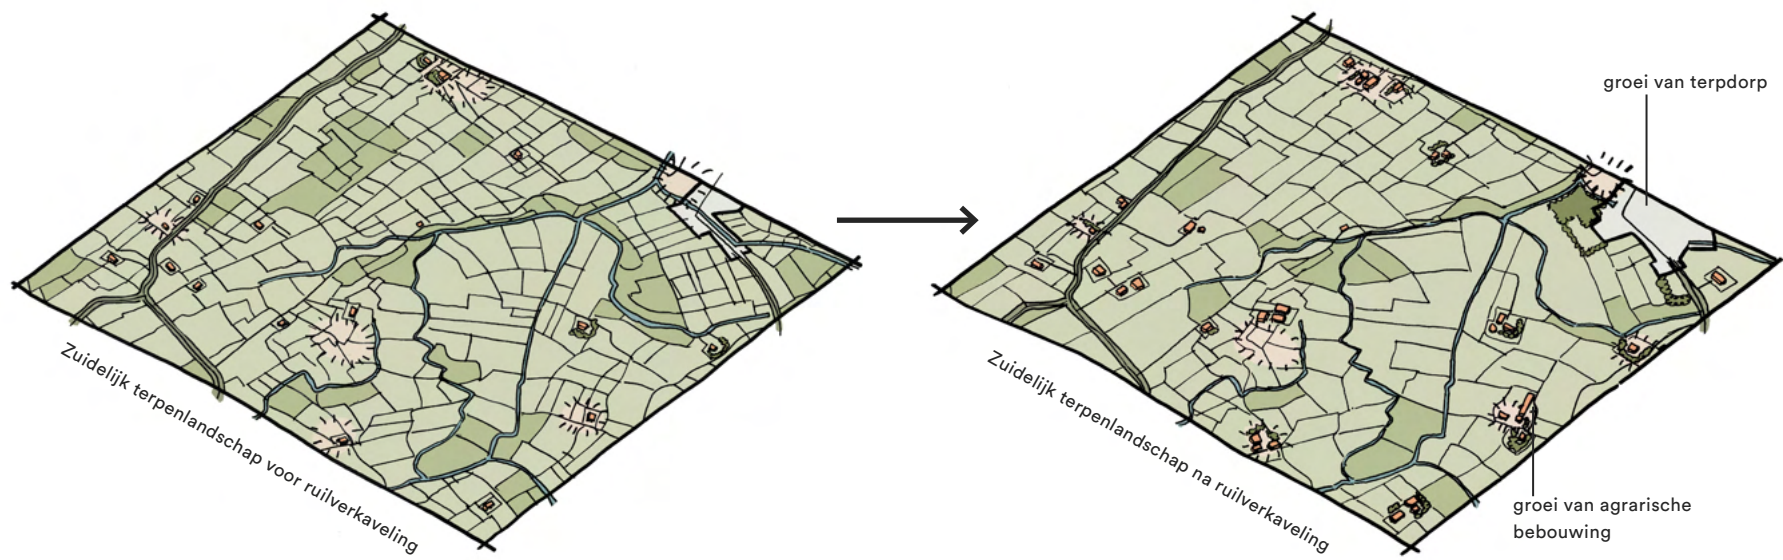 groei van terpdorp
Zuidelijk terpenlandschap voor ruilverkaveling
Zuidelijk terpenlandschap na ruilverkaveling
groei van agrarische
bebouwing